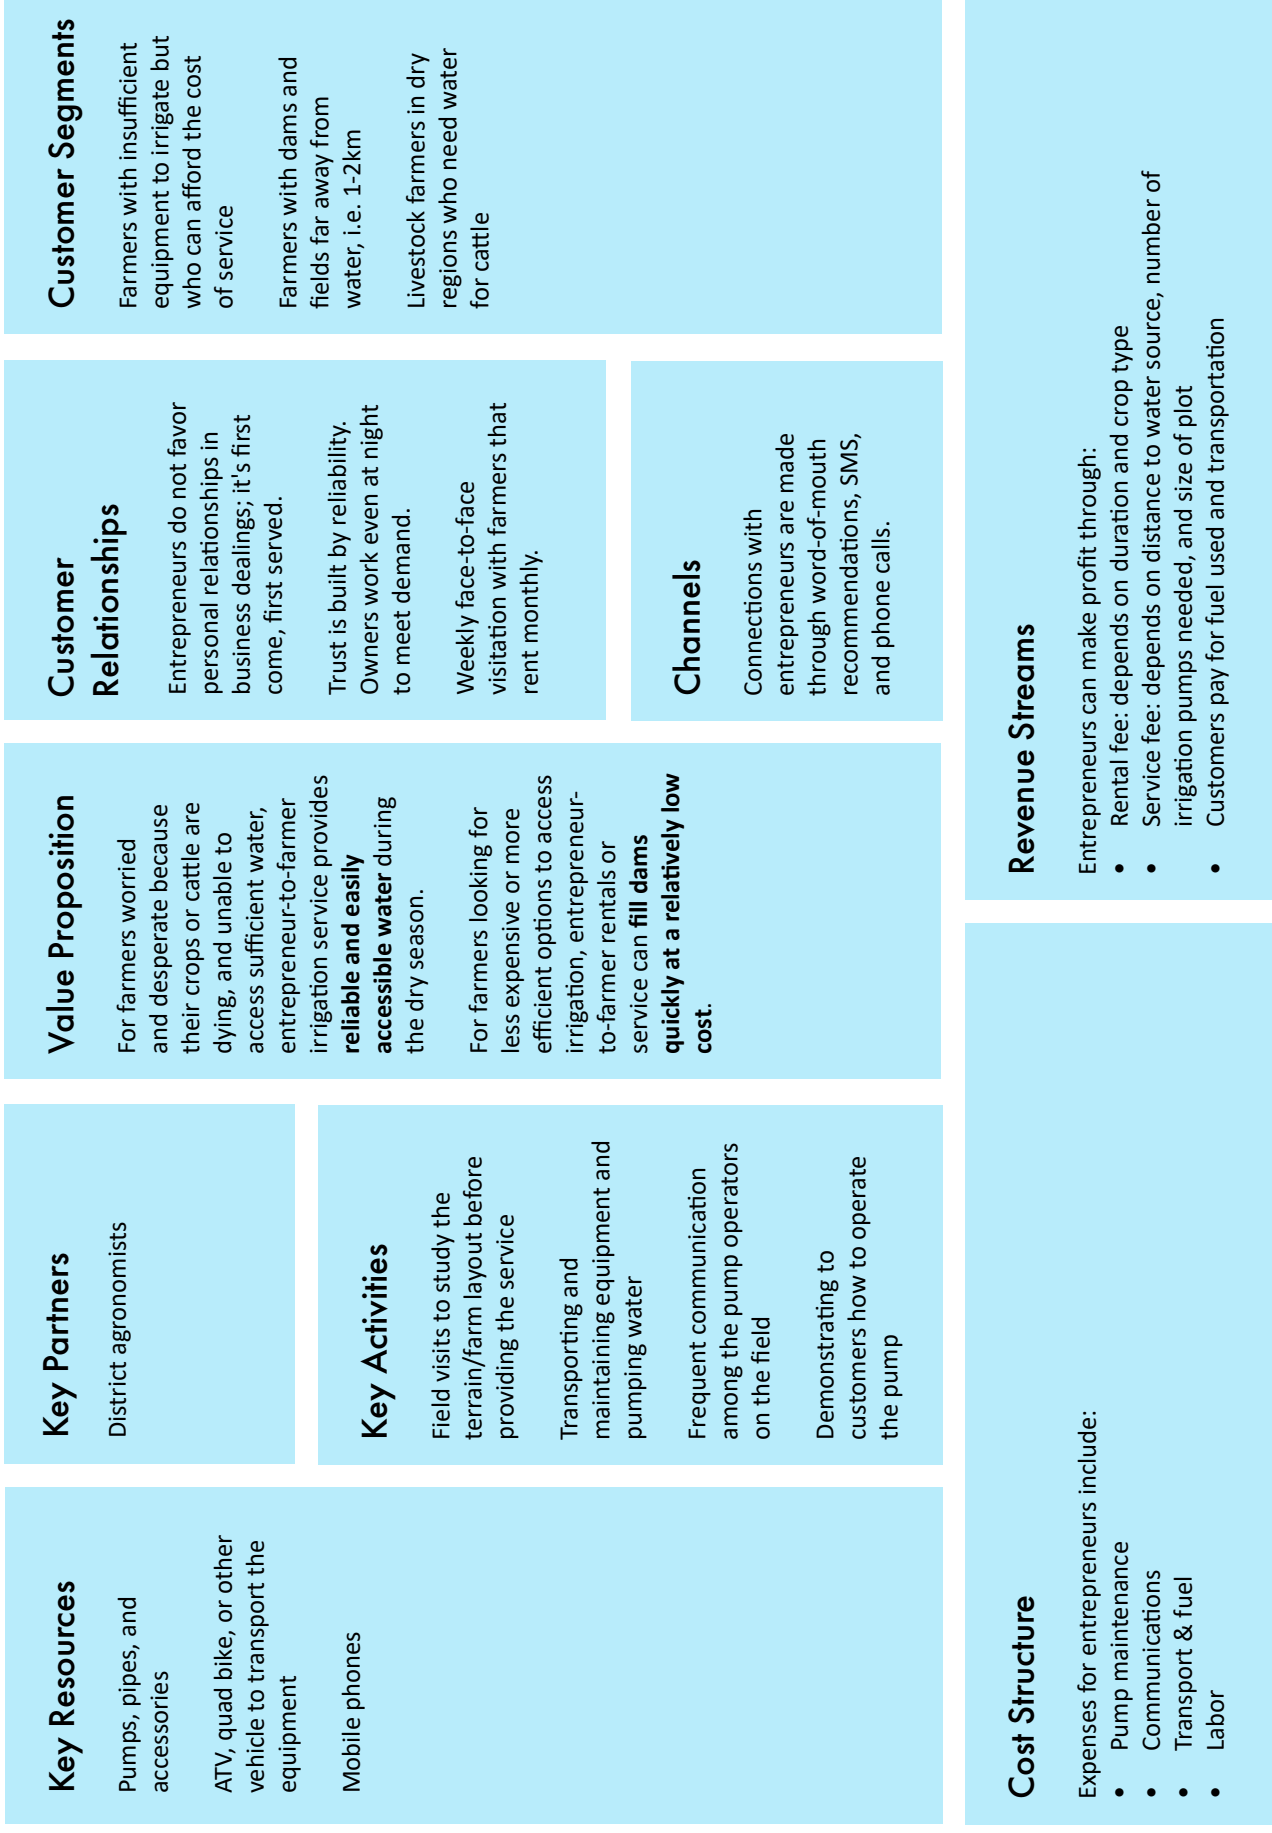 Key Resources
Pumps, pipes, and
accessories
ATV, quad bike, or other
vehicle to transport the
equipment
Mobile phones
Key Partners
District agronomists
Key Activities
Field visits to study the
terrain/farm layout before
providing the service
Transporting and
maintaining equipment and
pumping water
Frequent communication
among the pump operators
on the field
Demonstrating to
customers how to operate
the pump
Value Proposition
For farmers worried
and desperate because
their crops or cattle are
dying, and unable to
access sufficient water,
entrepreneur-to-farmer
irrigation service provides
reliable and easily
accessible water during
the dry season.
For farmers looking for
less expensive or more
efficient options to access
irrigation, entrepreneur-
to-farmer rentals or
service can fill dams
quickly at a relatively low
cost.
Customer
Relationships
Entrepreneurs do not favor
personal relationships in
business dealings; it's first
come, first served.
Trust is built by reliability.
Owners work even at night
to meet demand.
Weekly face-to-face
visitation with farmers that
rent monthly.
Channels
Connections with
entrepreneurs are made
through word-of-mouth
recommendations, SMS,
and phone calls.
Customer Segments
Farmers with insufficient
equipment to irrigate but
who can afford the cost
of service
Farmers with dams and
fields far away from
water, i.e. 1-2km
Livestock farmers in dry
regions who need water
for cattle
Cost Structure
Expenses for entrepreneurs include:
• Pump maintenance
• Communications
• Transport & fuel
• Labor
Revenue Streams
Entrepreneurs can make profit through:
• Rental fee: depends on duration and crop type
• Service fee: depends on distance to water source, number of
irrigation pumps needed, and size of plot
• Customers pay for fuel used and transportation